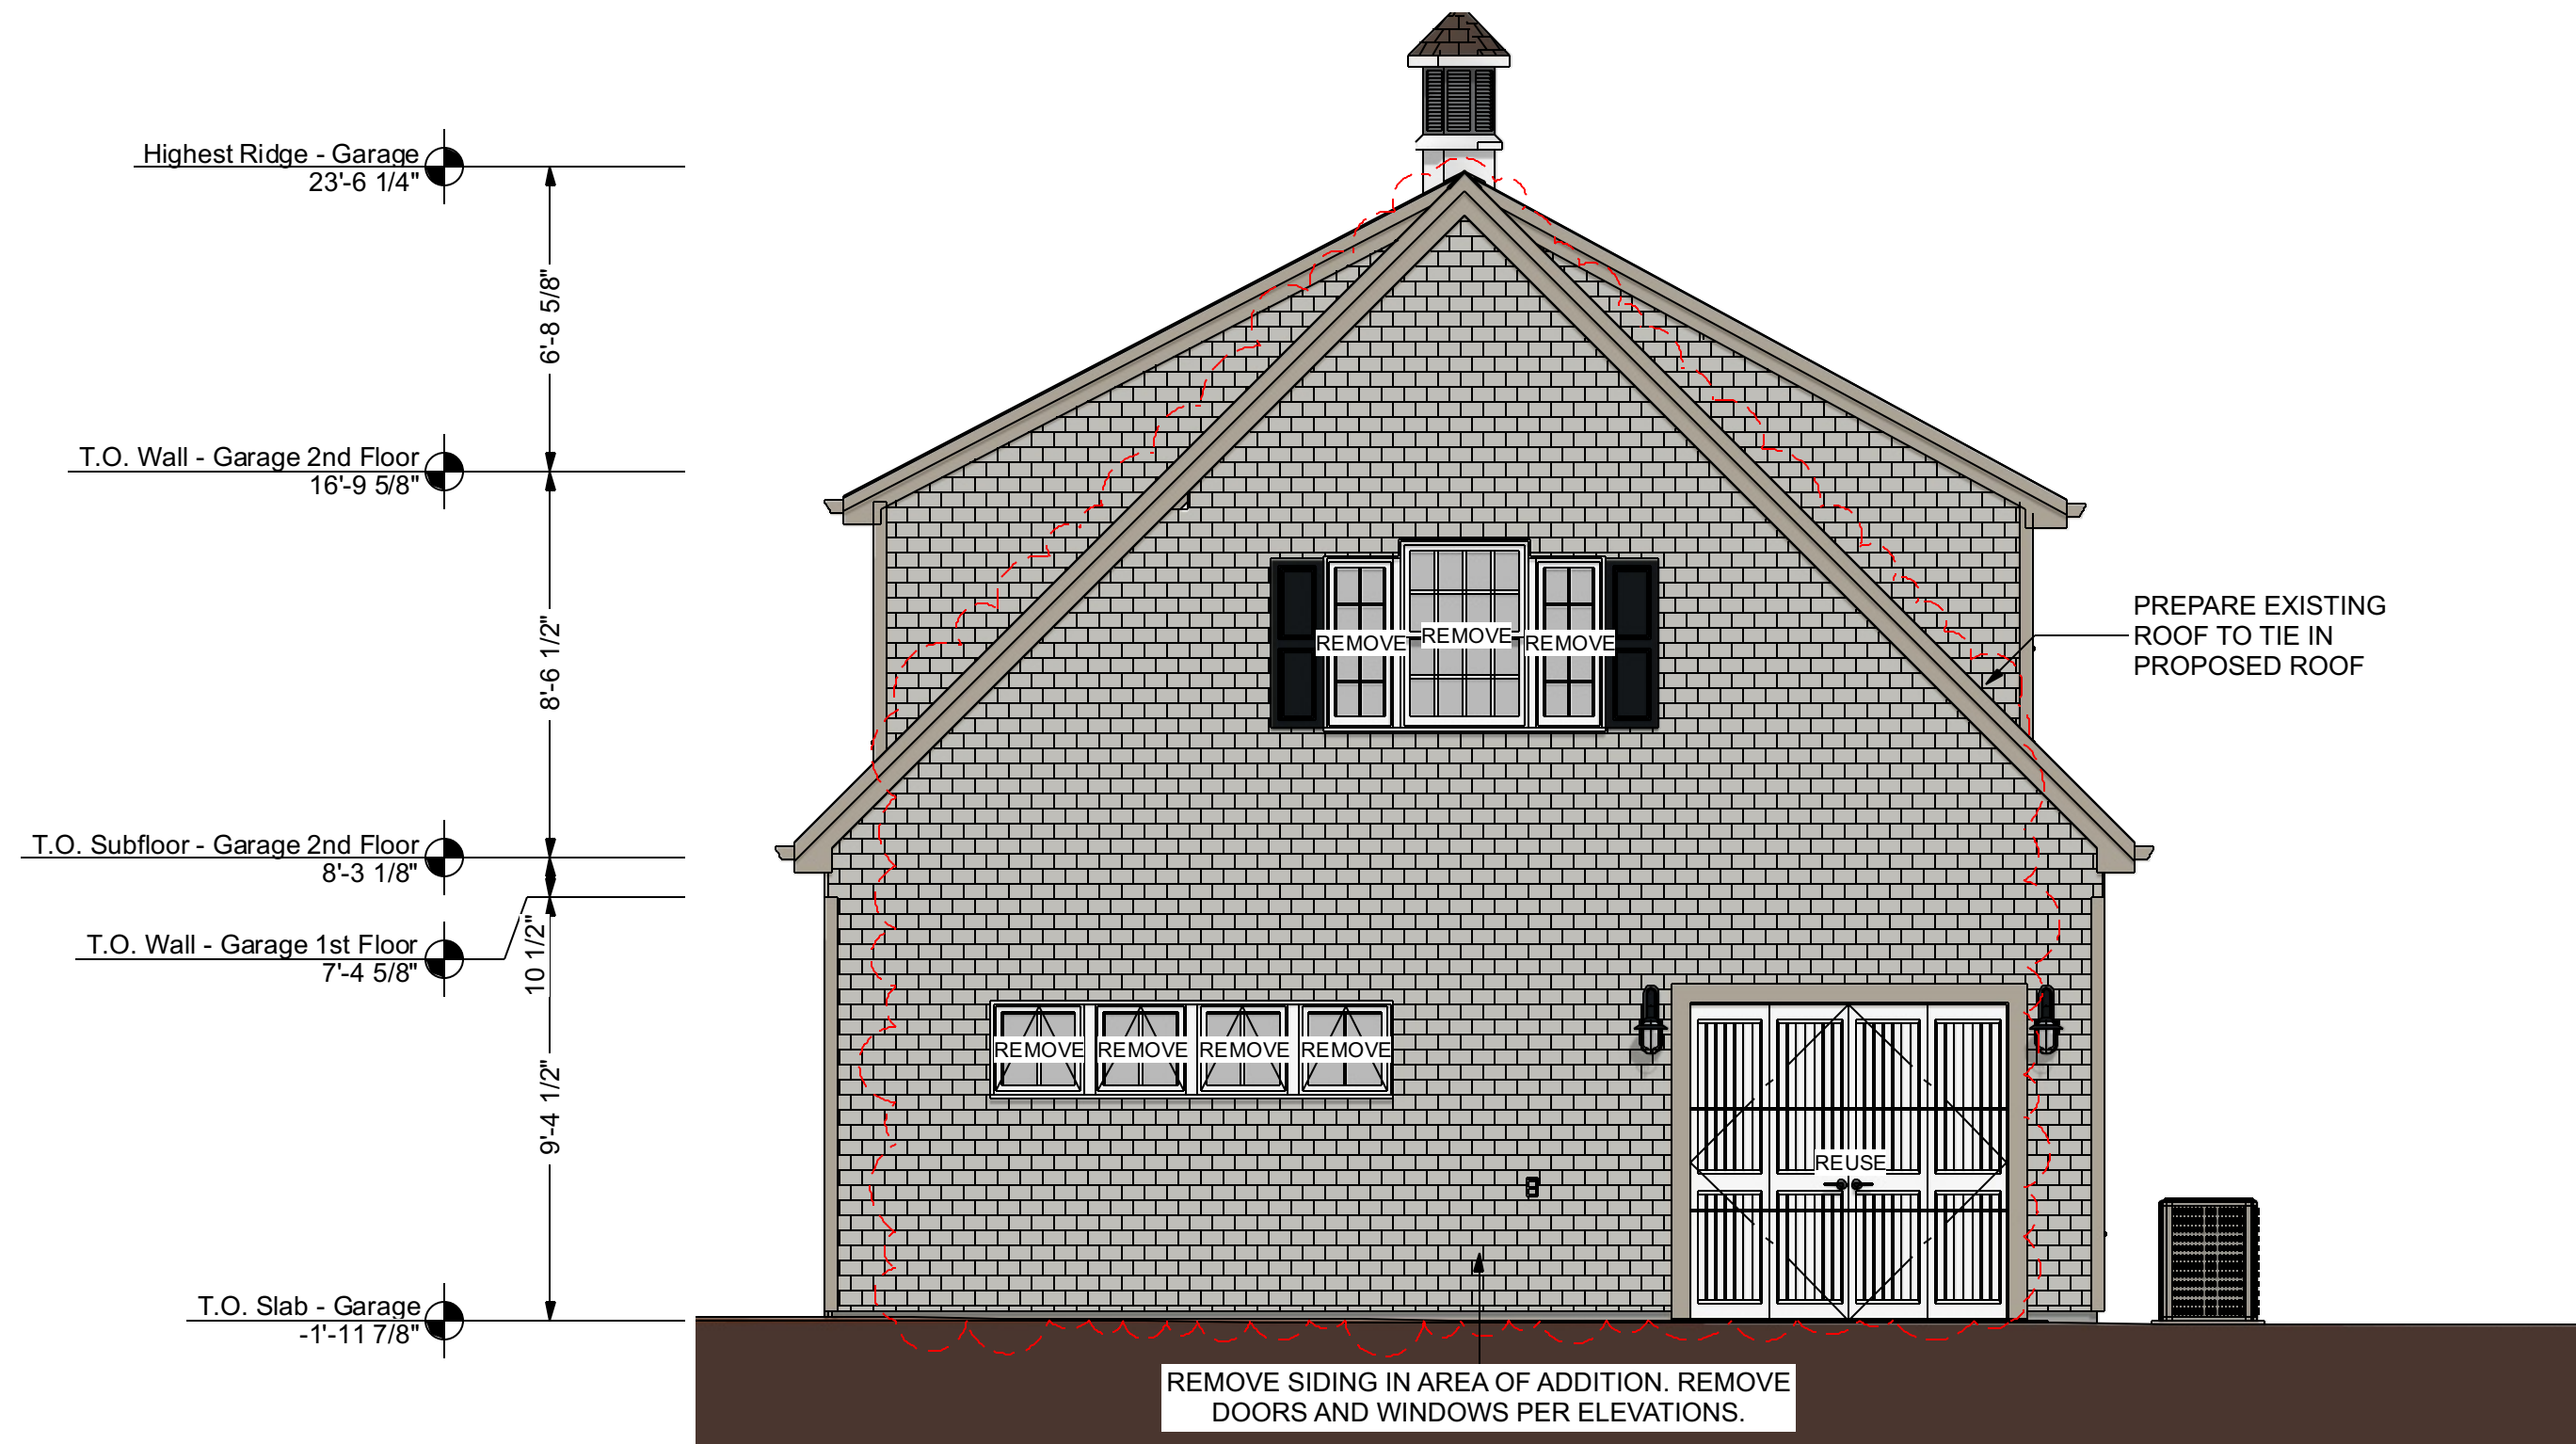 Highest Ridge - Garage
23'-6 1/4"
6'-8 5/8"
T.O. Wall - Garage 2nd Floor
16'-9 5/8"
8'-6 1/2"
T.O. Subfloor - Garage 2nd Floor
8'-3 1/8"
10 1/2"
T.O. Wall - Garage 1st Floor
7'-4 5/8"
9'-4 1/2"
T.O. Slab - Garage
-1'-11 7/8"
REMOVE
REMOVE
REMOVE
PREPARE EXISTING
ROOF TO TIE IN
PROPOSED ROOF
REMOVE
REMOVE
REMOVE
REMOVE
REUSE
REMOVE SIDING IN AREA OF ADDITION. REMOVE
DOORS AND WINDOWS PER ELEVATIONS.